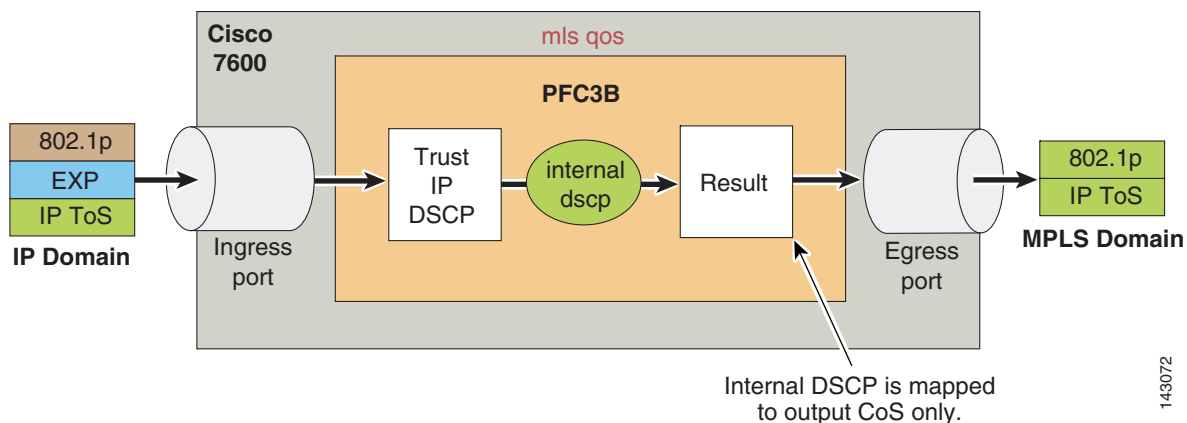 Cisco
7600
mls qos
PFC3B
802.1p
EXP
IP ToS
IP Domain
Ingress
port
Trust
IP
DSCP
internal
dscp
Result
Egress
port
802.1p
IP ToS
MPLS Domain
Internal DSCP is mapped
to output CoS only.
143072